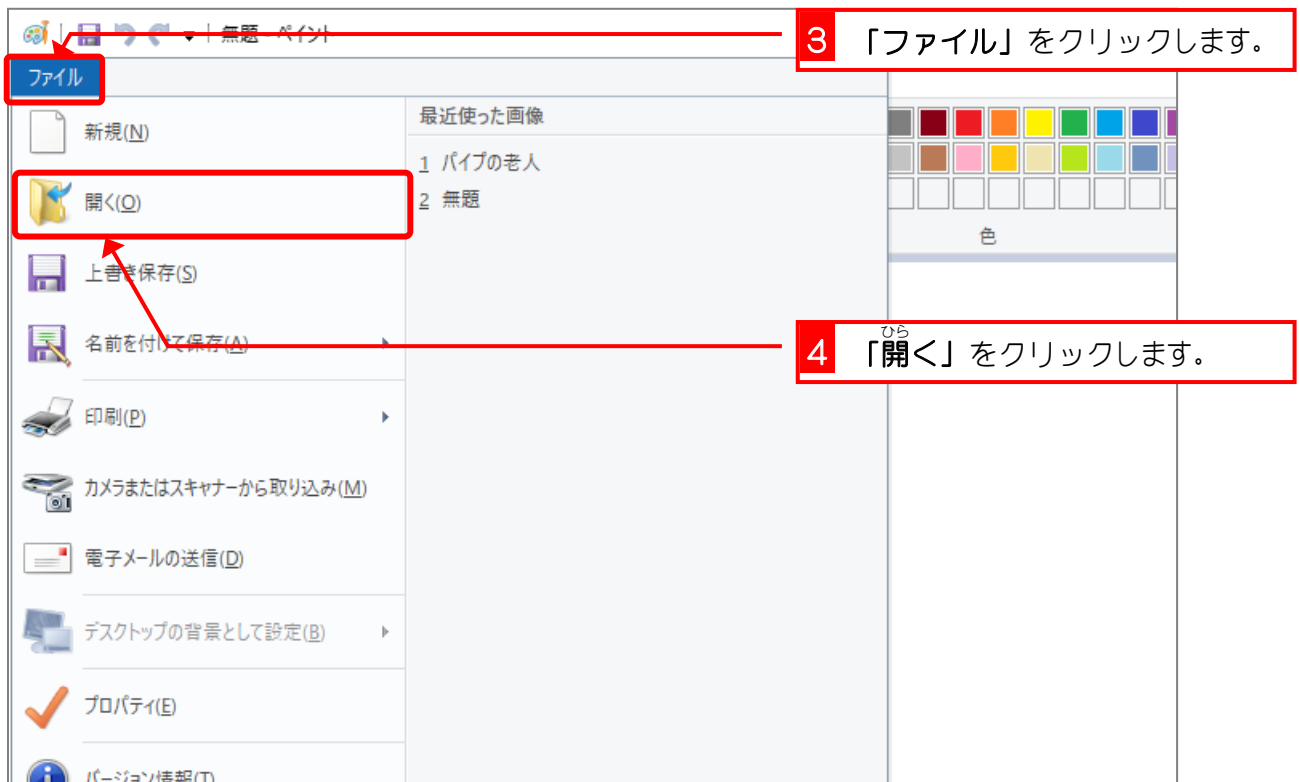 無題 - ペイント
3 「ファイル」をクリックします。
ファイル
新規(N)
開く(O)
上書き保存(S)
名前を付けて保存(A)
印刷(P)
カメラまたはスキャナーから取り込み(M)
電子メールの送信(D)
デスクトップの背景として設定(B)
プロパティ(E)
バージョン情報(T)
最近使った画像
1 パイプの老人
2 無題
色
ひら
4 「開く」をクリックします。